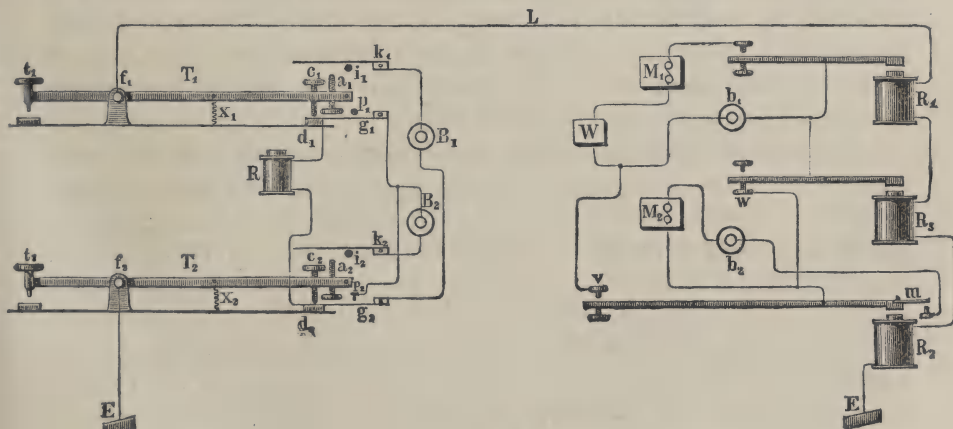 L
k₁
t₁ f₁ T₁ c₁ a₁ i₁
p₁
x₁ d₁ g₁ B₁
R
B₂
k₂
t₂ f₂ T₂ c₂ a₂ i₂
p₂
x₂ d₂ g₂
E
M₁ R₄
W b₁
w R₃
M₂
b₂
v m
R₂
E